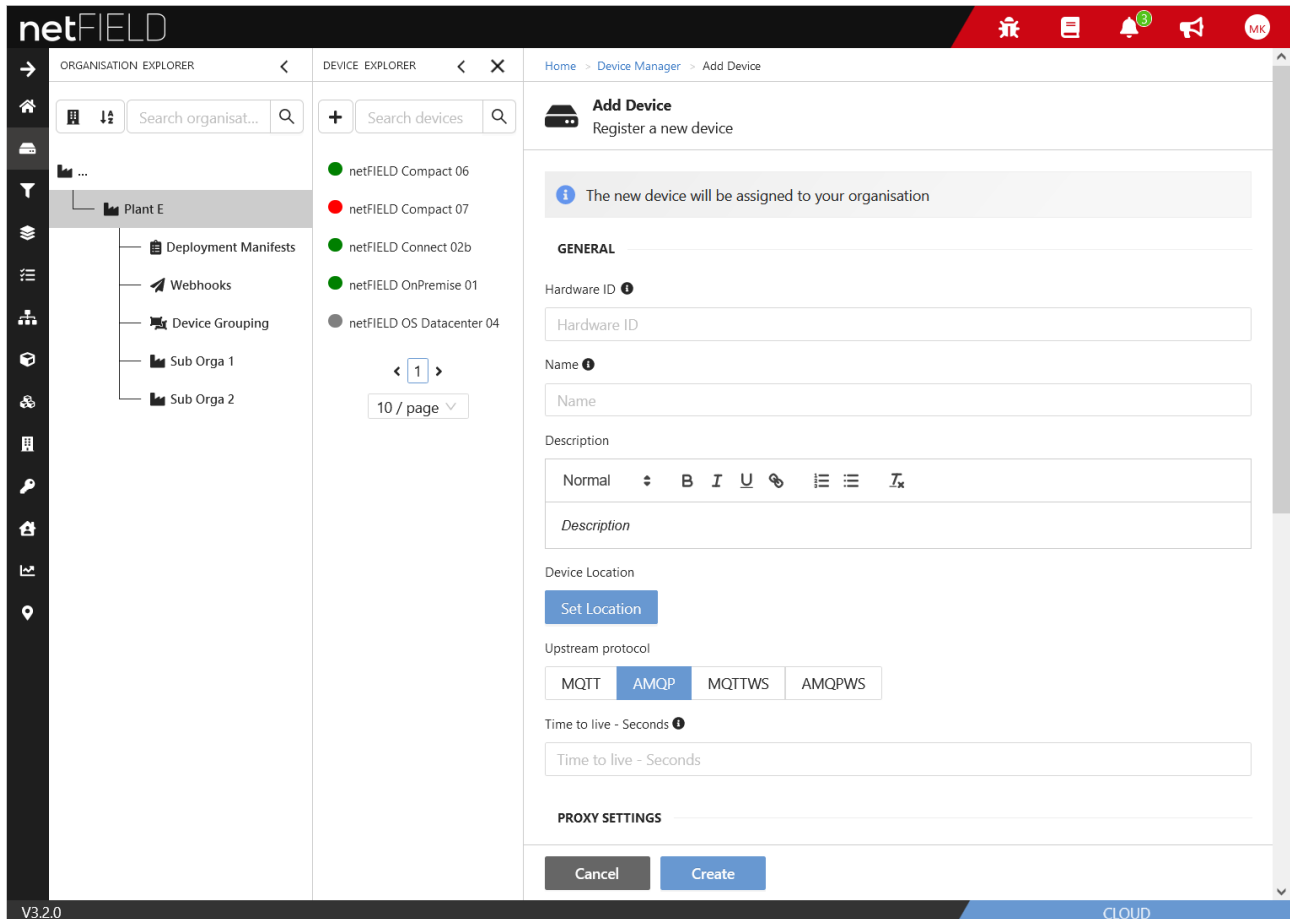 netFIELD
3
MK
ORGANISATION EXPLORER
Search organisat...
...
Plant E
Deployment Manifests
Webhooks
Device Grouping
Sub Orga 1
Sub Orga 2
DEVICE EXPLORER
Search devices
netFIELD Compact 06
netFIELD Compact 07
netFIELD Connect 02b
netFIELD OnPremise 01
netFIELD OS Datacenter 04
1
10 / page
Home > Device Manager > Add Device
Add Device
Register a new device
The new device will be assigned to your organisation
GENERAL
Hardware ID
Hardware ID
Name
Name
Description
Normal B I U
Description
Device Location
Set Location
Upstream protocol
MQTT AMQP MQTTWS AMQPWS
Time to live - Seconds
Time to live - Seconds
PROXY SETTINGS
Cancel Create
V3.2.0
CLOUD